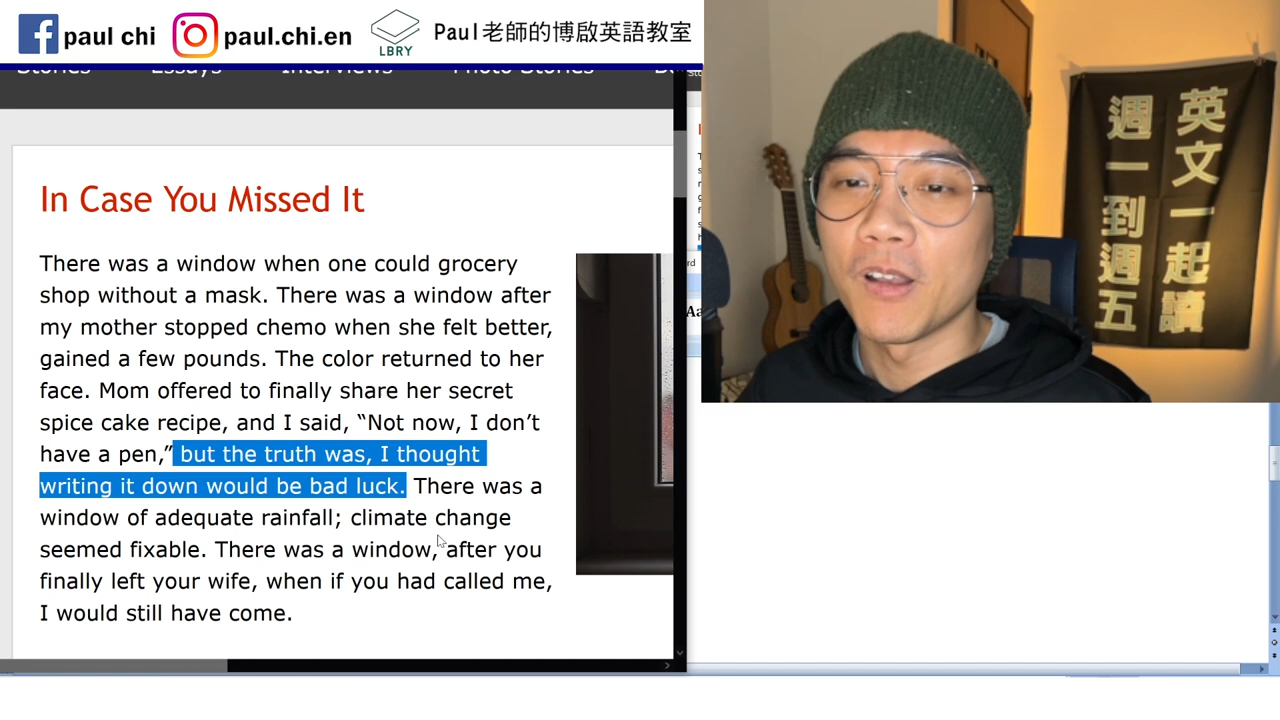 paul chi
paul.chi.en
LBRY
Paul老師的博啟英語教室
Stories Essays Interviews Photo Stories
In Case You Missed It
There was a window when one could grocery
shop without a mask. There was a window after
my mother stopped chemo when she felt better,
gained a few pounds. The color returned to her
face. Mom offered to finally share her secret
spice cake recipe, and I said, “Not now, I don’t
have a pen,” but the truth was, I thought
writing it down would be bad luck. There was a
window of adequate rainfall; climate change
seemed fixable. There was a window, after you
finally left your wife, when if you had called me,
I would still have come.
英文一起讀
週一到週五